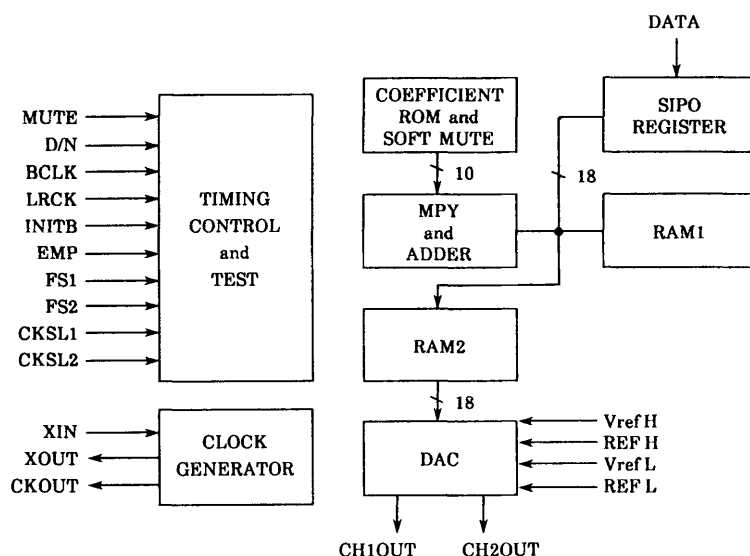 DATA
MUTE
D/N
BCLK
LRCK
INITB
EMP
FS1
FS2
CKSL1
CKSL2
TIMING
CONTROL
and
TEST
COEFFICIENT
ROM and
SOFT MUTE
SIPO
REGISTER
10
18
MPY
and
ADDER
RAM1
RAM2
18
XIN
XOUT
CKOUT
CLOCK
GENERATOR
DAC
Vref H
REF H
Vref L
REF L
CH1OUT
CH2OUT